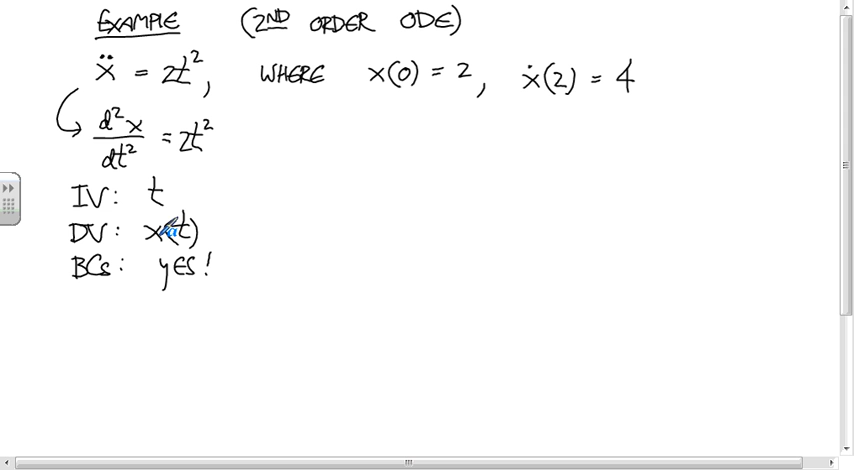 EXAMPLE (2ND ORDER ODE)
ẍ = 2t², WHERE x(0) = 2, ẋ(2) = 4
d²x/dt² = 2t²
IV: t
DV: x(t)
BCs: YES!